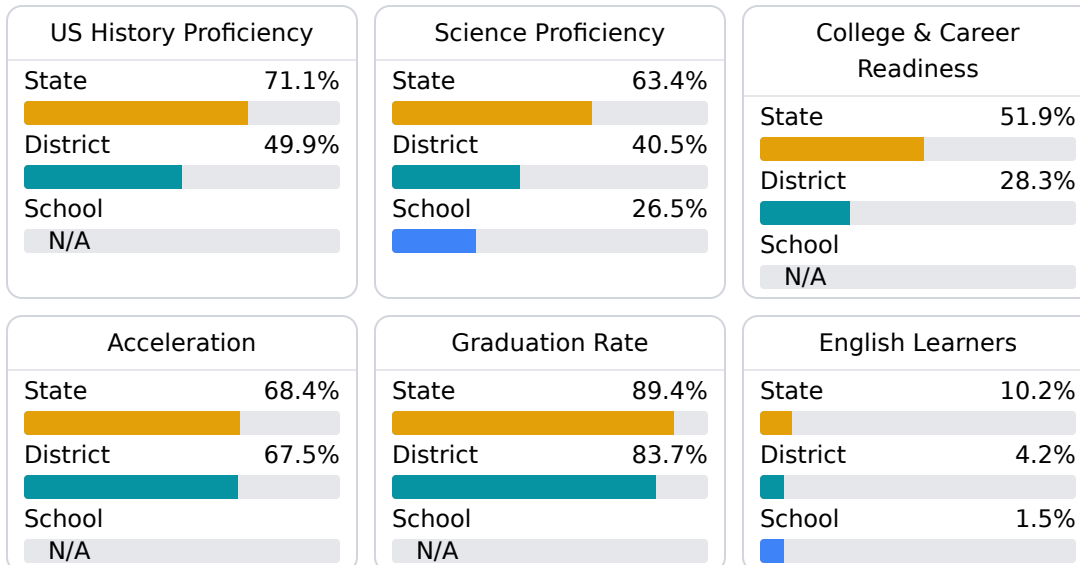 US History Proficiency
State 71.1%
District 49.9%
School
N/A
Science Proficiency
State 63.4%
District 40.5%
School 26.5%
College & Career
Readiness
State 51.9%
District 28.3%
School
N/A
Acceleration
State 68.4%
District 67.5%
School
N/A
Graduation Rate
State 89.4%
District 83.7%
School
N/A
English Learners
State 10.2%
District 4.2%
School 1.5%